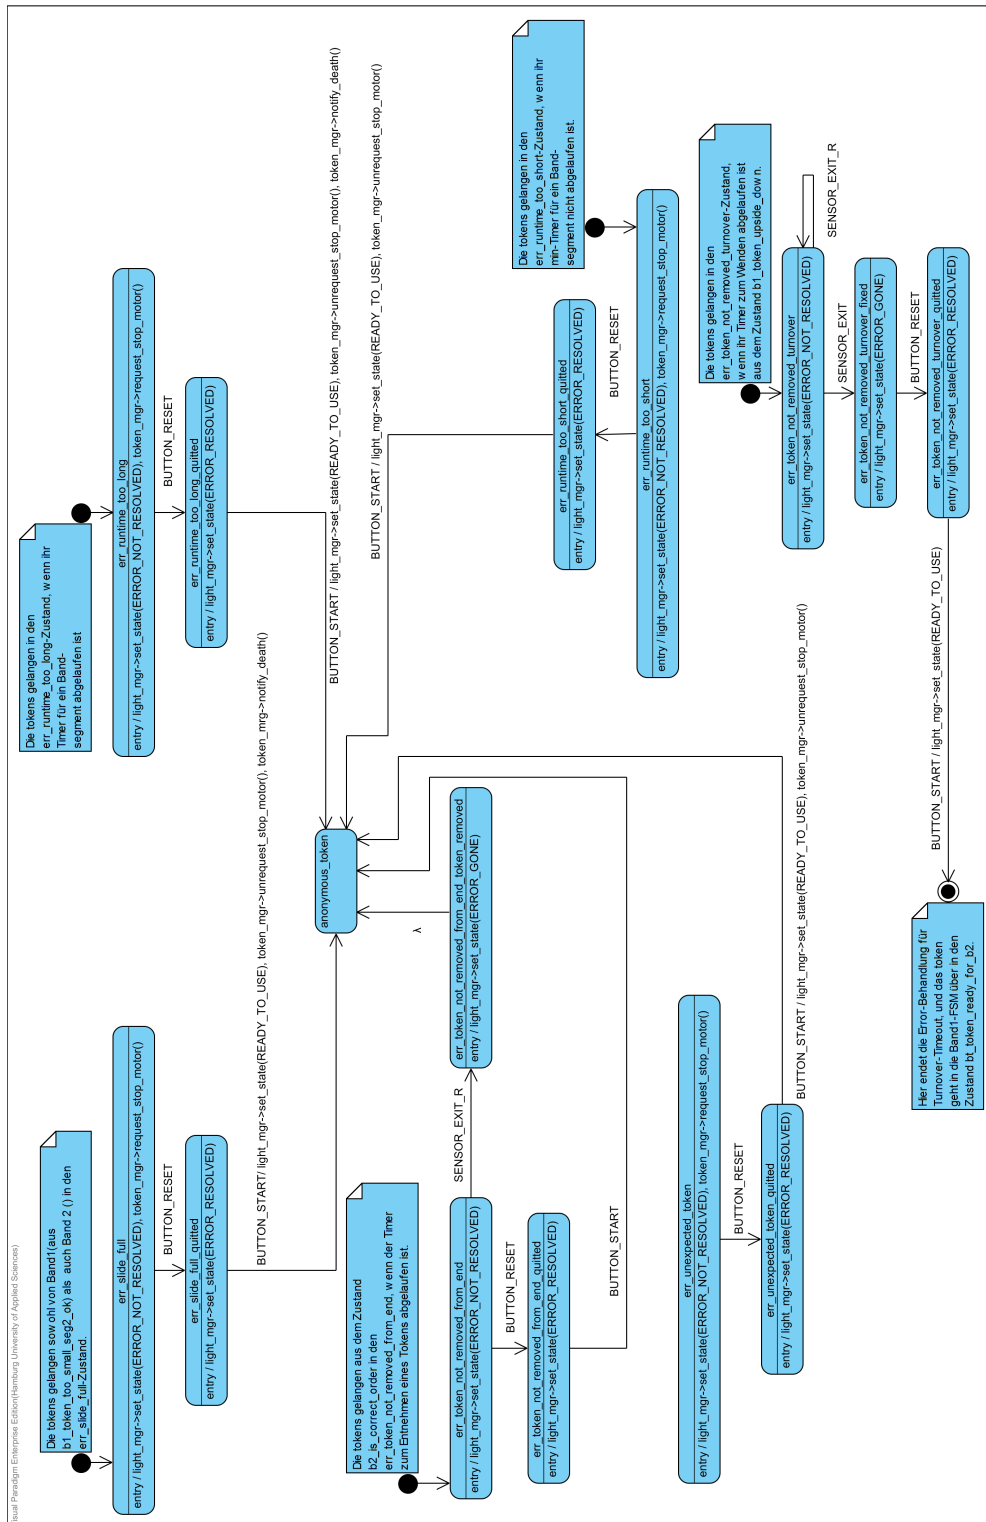 Visual Paradigm Enterprise Edition(Hamburg University of Applied Sciences)
Die tokens gelangen sowohl von Band1(aus
b1_token_too_small_seg2_ok) als auch Band 2 () in den
err_slide_full-Zustand.
err_slide_full
entry / light_mgr->set_state(ERROR_NOT_RESOLVED), token_mgr->request_stop_motor()
BUTTON_RESET
err_slide_full_quitted
entry / light_mgr->set_state(ERROR_RESOLVED)
BUTTON_START/ light_mgr->set_state(READY_TO_USE), token_mgr->unrequest_stop_motor(), token_mrg->notify_death()
Die tokens gelangen in den
err_runtime_too_long-Zustand, wenn ihr
Timer für ein Band-
segment abgelaufen ist
err_runtime_too_long
entry / light_mgr->set_state(ERROR_NOT_RESOLVED), token_mgr->request_stop_motor()
BUTTON_RESET
err_runtime_too_long_quitted
entry / light_mgr->set_state(ERROR_RESOLVED)
BUTTON_START / light_mgr->set_state(READY_TO_USE), token_mgr->unrequest_stop_motor(), token_mgr->notify_death()
BUTTON_START / light_mgr->set_state(READY_TO_USE), token_mgr->unrequest_stop_motor()
anonymous_token
Die tokens gelangen aus dem Zustand
b2_is_correct_order in den
err_token_not_removed_from_end, wenn der Timer
zum Entnehmen eines Tokens abgelaufen ist.
err_token_not_removed_from_end
entry / light_mgr->set_state(ERROR_NOT_RESOLVED)
SENSOR_EXIT_R
err_token_not_removed_from_end_token_removed
entry / light_mgr->set_state(ERROR_GONE)
λ
BUTTON_RESET
err_token_not_removed_from_end_quitted
entry / light_mgr->set_state(ERROR_RESOLVED)
BUTTON_START
Die tokens gelangen in den
err_runtime_too_short-Zustand, wenn ihr
min-Timer für ein Band-
segment nicht abgelaufen ist.
err_runtime_too_short_quitted
entry / light_mgr->set_state(ERROR_RESOLVED)
BUTTON_RESET
err_runtime_too_short
entry / light_mgr->set_state(ERROR_NOT_RESOLVED), token_mgr->request_stop_motor()
err_unexpected_token
entry / light_mgr->set_state(ERROR_NOT_RESOLVED), token_mgr->request_stop_motor()
BUTTON_RESET
err_unexpected_token_quitted
entry / light_mgr->set_state(ERROR_RESOLVED)
BUTTON_START / light_mgr->set_state(READY_TO_USE), token_mgr->unrequest_stop_motor()
Die tokens gelangen in den
err_token_not_removed_turnover-Zustand,
wenn ihr Timer zum Wenden abgelaufen ist
aus dem Zustand b1_token_upside_down.
err_token_not_removed_turnover
entry / light_mgr->set_state(ERROR_NOT_RESOLVED)
SENSOR_EXIT_R
SENSOR_EXIT
err_token_not_removed_turnover_fixed
entry / light_mgr->set_state(ERROR_GONE)
BUTTON_RESET
err_token_not_removed_turnover_quitted
entry / light_mgr->set_state(ERROR_RESOLVED)
BUTTON_START / light_mgr->set_state(READY_TO_USE)
Hier endet die Error-Behandlung für
Turnover-Timeout, und das token
geht in die Band1-FSM über in den
Zustand bt_token_ready_for_b2.